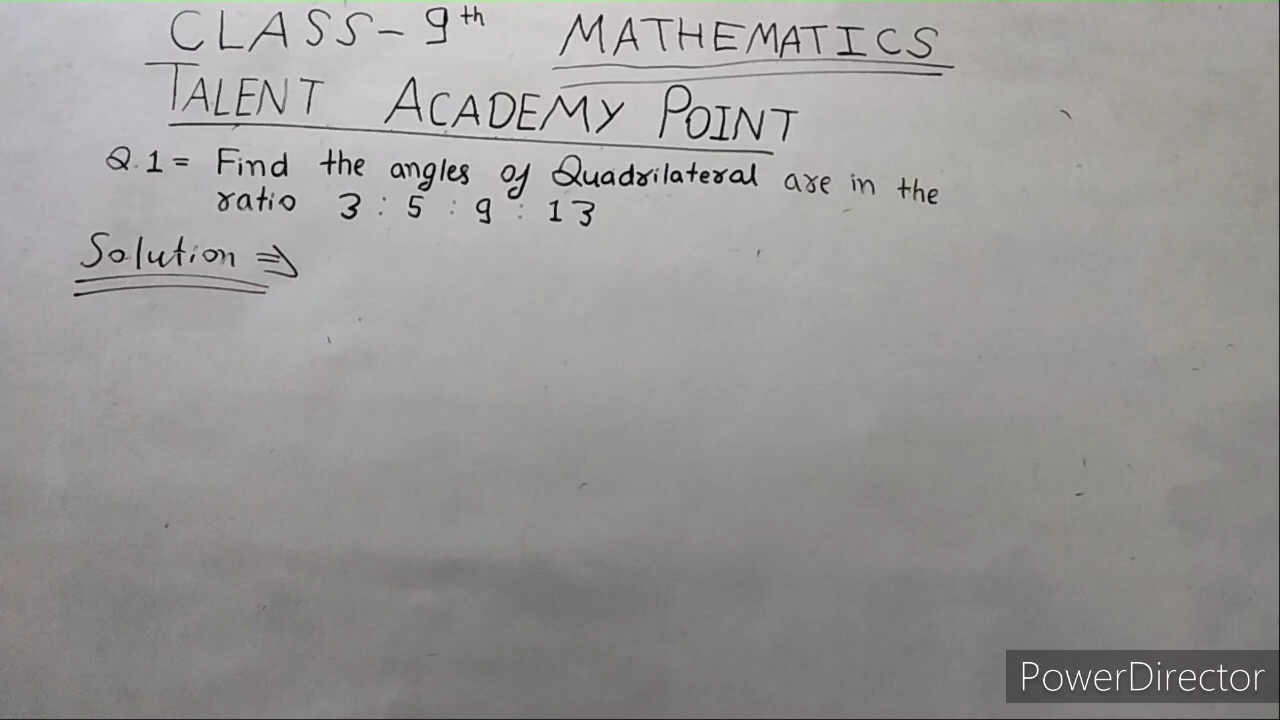 CLASS - 9th MATHEMATICS
TALENT ACADEMY POINT
Q.1 = Find the angles of Quadrilateral are in the
ratio 3 : 5 : 9 : 13
Solution ⇒
PowerDirector